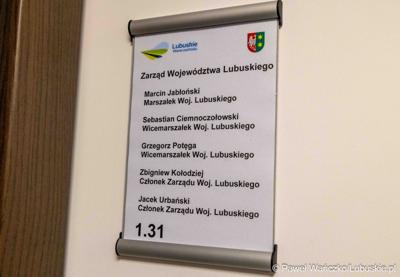 Lubuskie
Zarząd Województwa Lubuskiego
Marcin Jabłoński
Marszałek Woj. Lubuskiego
Sebastian Ciemnoczołowski
Wicemarszałek Woj. Lubuskiego
Grzegorz Potęga
Wicemarszałek Woj. Lubuskiego
Zbigniew Kołodziej
Członek Zarządu Woj. Lubuskiego
Jacek Urbański
Członek Zarządu Woj. Lubuskiego
1.31
© Paweł Wańczko/Lubuskie.pl